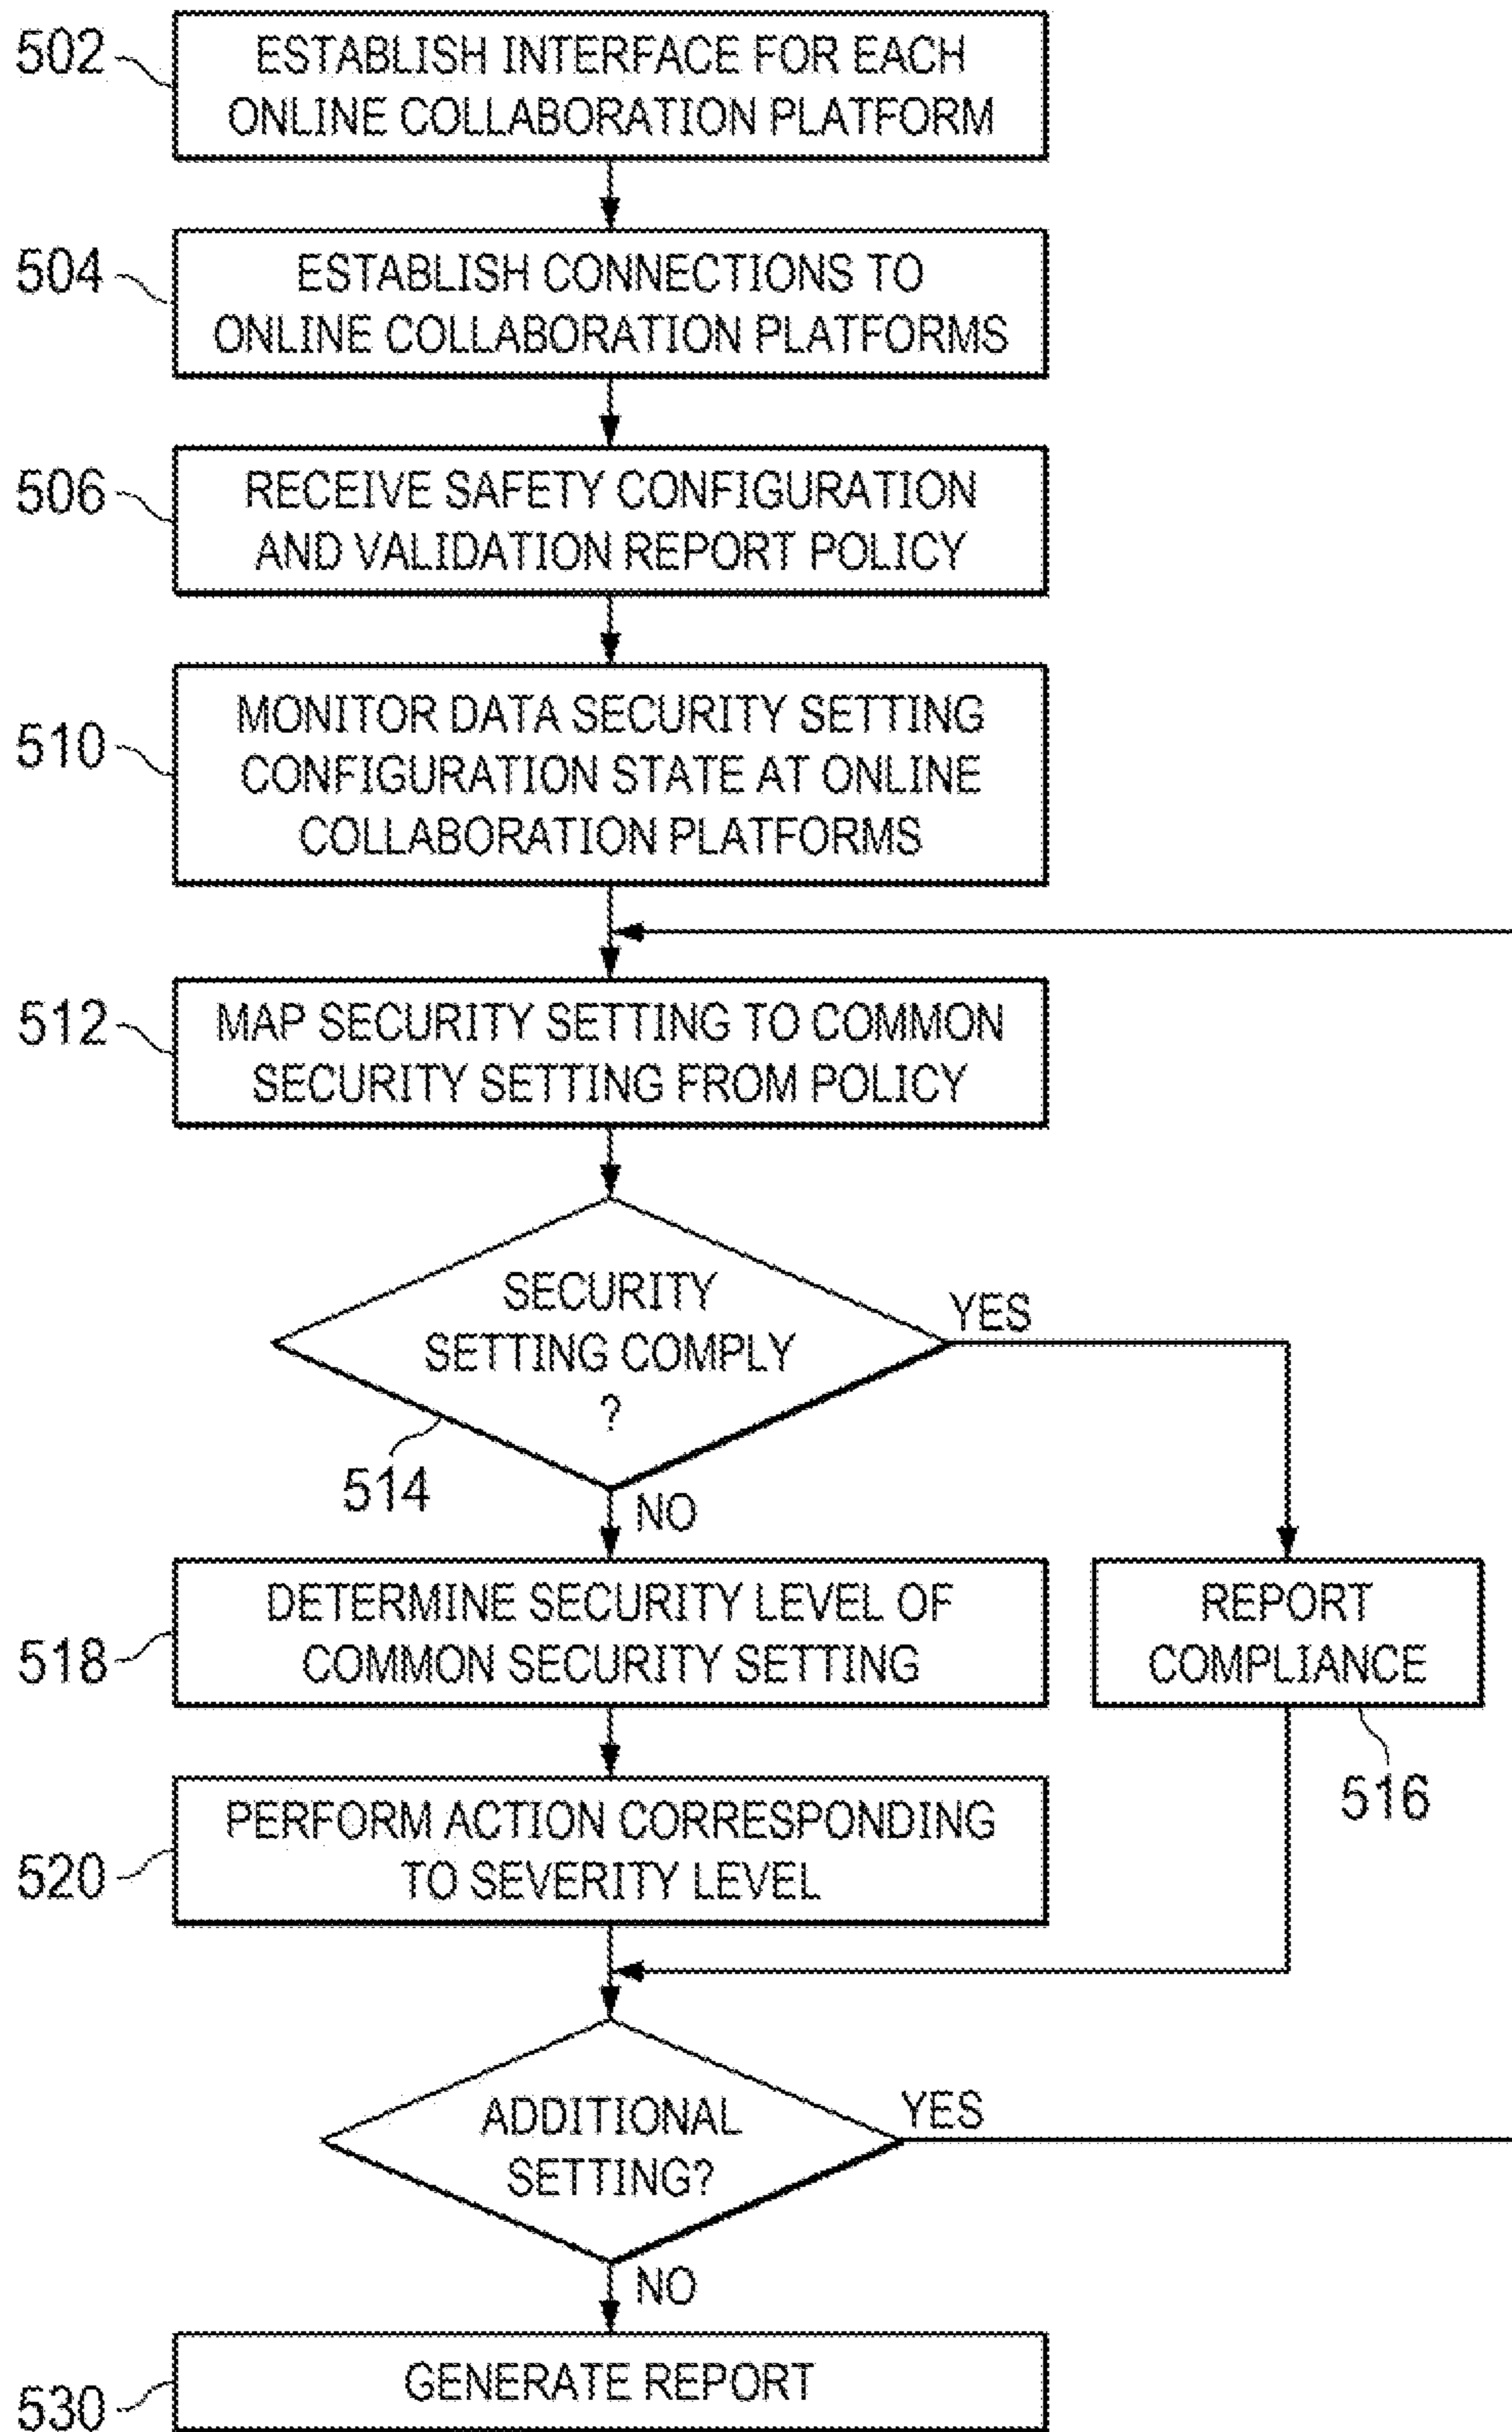 502
ESTABLISH INTERFACE FOR EACH
ONLINE COLLABORATION PLATFORM
504
ESTABLISH CONNECTIONS TO
ONLINE COLLABORATION PLATFORMS
506
RECEIVE SAFETY CONFIGURATION
AND VALIDATION REPORT POLICY
510
MONITOR DATA SECURITY SETTING
CONFIGURATION STATE AT ONLINE
COLLABORATION PLATFORMS
512
MAP SECURITY SETTING TO COMMON
SECURITY SETTING FROM POLICY
SECURITY
SETTING COMPLY
?
YES
514
NO
518
DETERMINE SECURITY LEVEL OF
COMMON SECURITY SETTING
REPORT
COMPLIANCE
516
520
PERFORM ACTION CORRESPONDING
TO SEVERITY LEVEL
ADDITIONAL
SETTING?
YES
NO
530
GENERATE REPORT